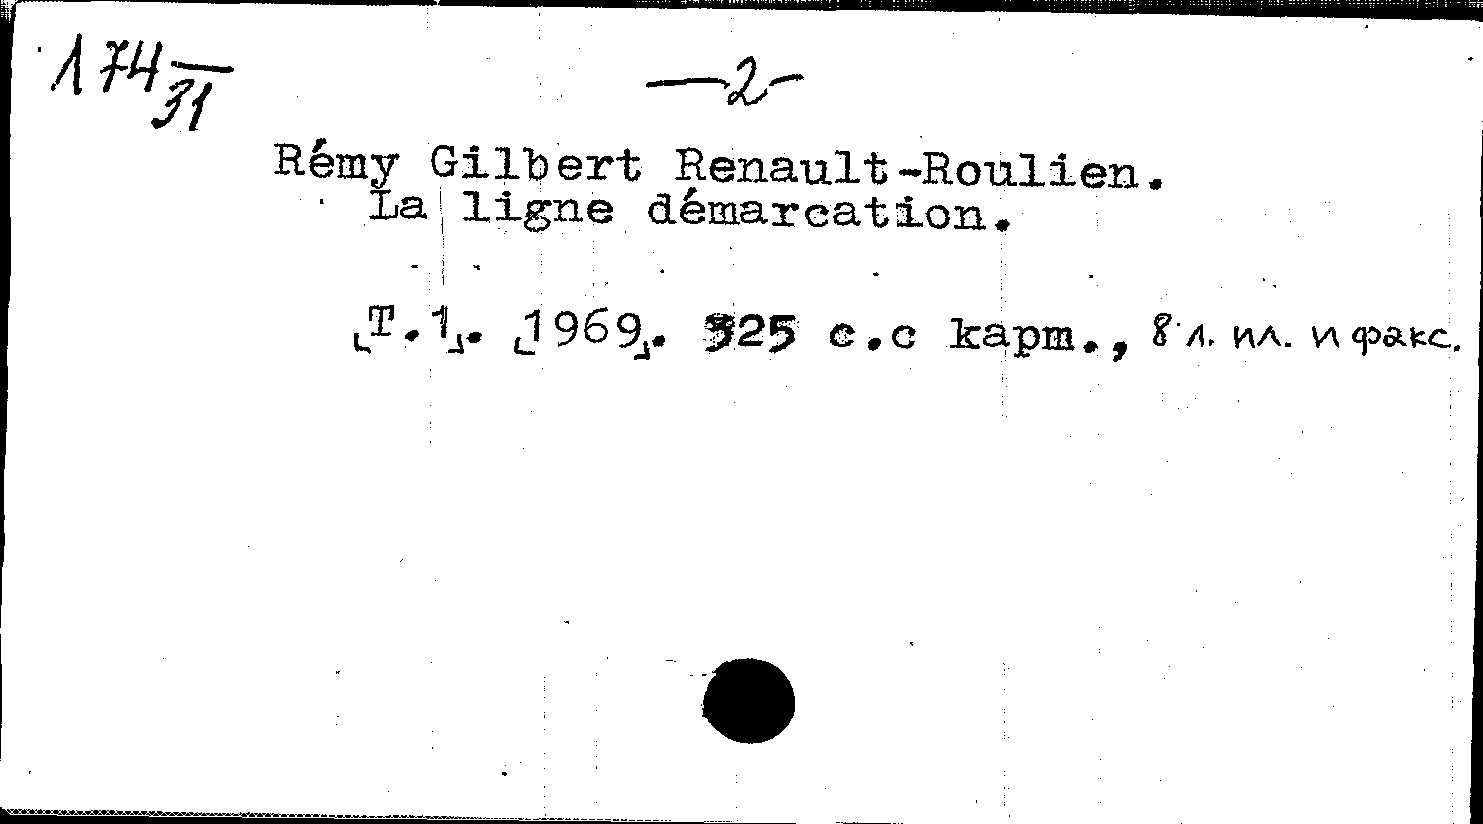 174/31
—2—
Rémy Gilbert Renault-Roulien.
La ligne démarcation.
[T.1]. [1969]. 325 с.с карт., 8 л. ил. и факс.